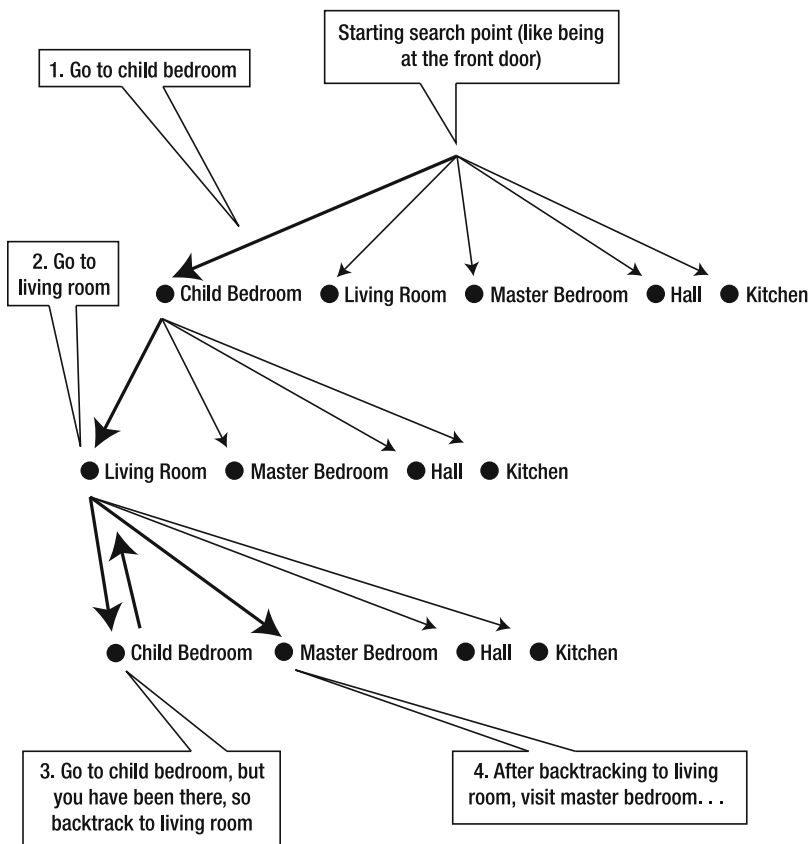 Starting search point (like being
at the front door)
1. Go to child bedroom
2. Go to
living room
Child Bedroom Living Room Master Bedroom Hall Kitchen
Living Room Master Bedroom Hall Kitchen
Child Bedroom Master Bedroom Hall Kitchen
3. Go to child bedroom, but
you have been there, so
backtrack to living room
4. After backtracking to living
room, visit master bedroom. . .